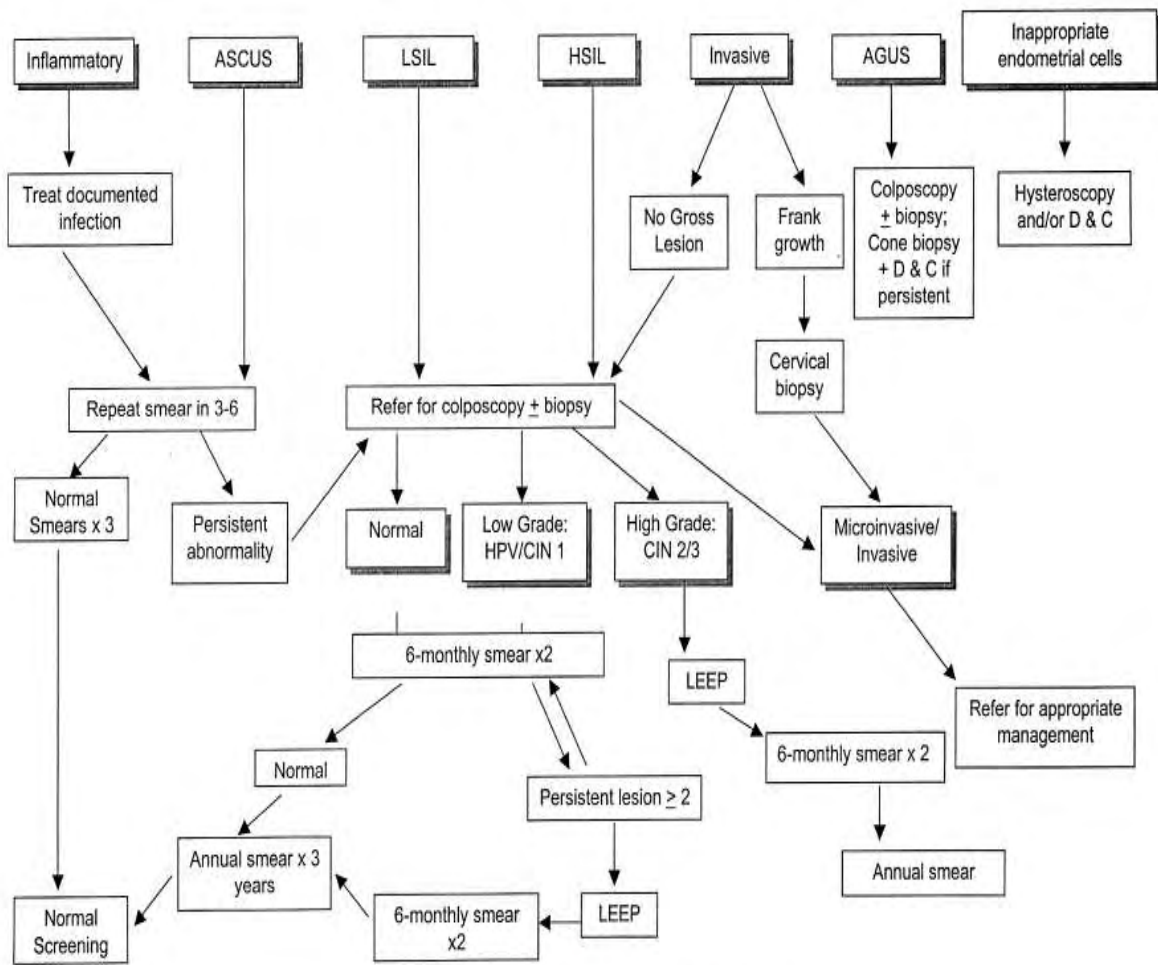 Inflammatory
ASCUS
LSIL
HSIL
Invasive
AGUS
Inappropriate
endometrial cells
Treat documented
infection
No Gross
Lesion
Frank
growth
Colposcopy
± biopsy;
Cone biopsy
+ D & C if
persistent
Hysteroscopy
and/or D & C
Cervical
biopsy
Repeat smear in 3-6
Refer for colposcopy ± biopsy
Normal
Smears x 3
Persistent
abnormality
Normal
Low Grade:
HPV/CIN 1
High Grade:
CIN 2/3
Microinvasive/
Invasive
6-monthly smear x2
LEEP
Refer for appropriate
management
Normal
6-monthly smear x 2
Persistent lesion ≥ 2
Annual smear x 3
years
Annual smear
Normal
Screening
6-monthly smear
x2
LEEP